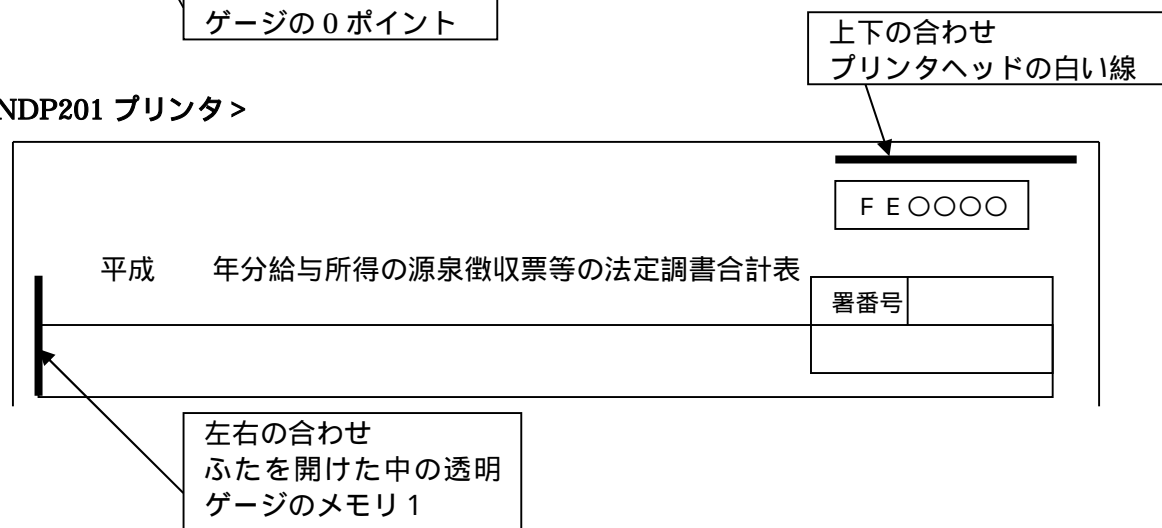 ゲージの0ポイント
上下の合わせ
プリンタヘッドの白い線
NDP201 プリンタ>
FE○○○○
平成　　年分給与所得の源泉徴収票等の法定調書合計表
署番号
左右の合わせ
ふたを開けた中の透明
ゲージのメモリ1